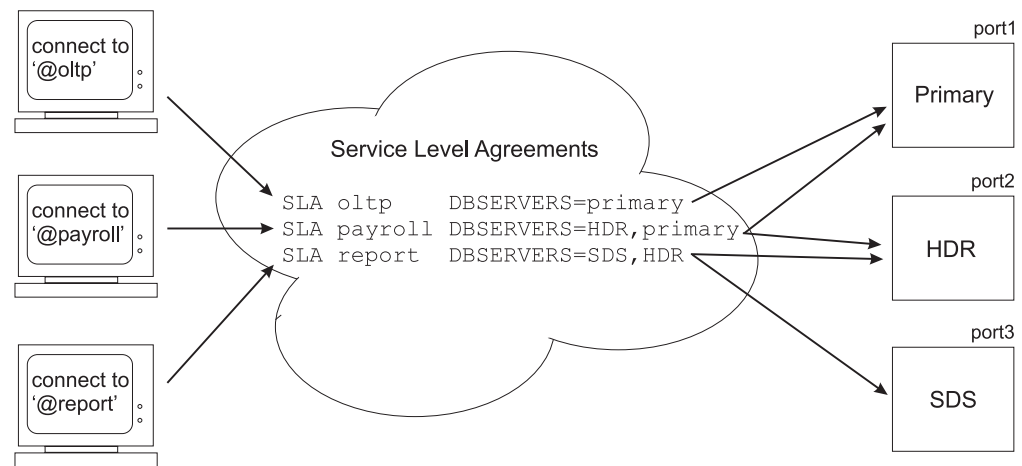 connect to
‘@oltp’
connect to
‘@payroll’
connect to
‘@report’
Service Level Agreements
SLA oltp DBSERVERS=primary
SLA payroll DBSERVERS=HDR,primary
SLA report DBSERVERS=SDS,HDR
port1
Primary
port2
HDR
port3
SDS